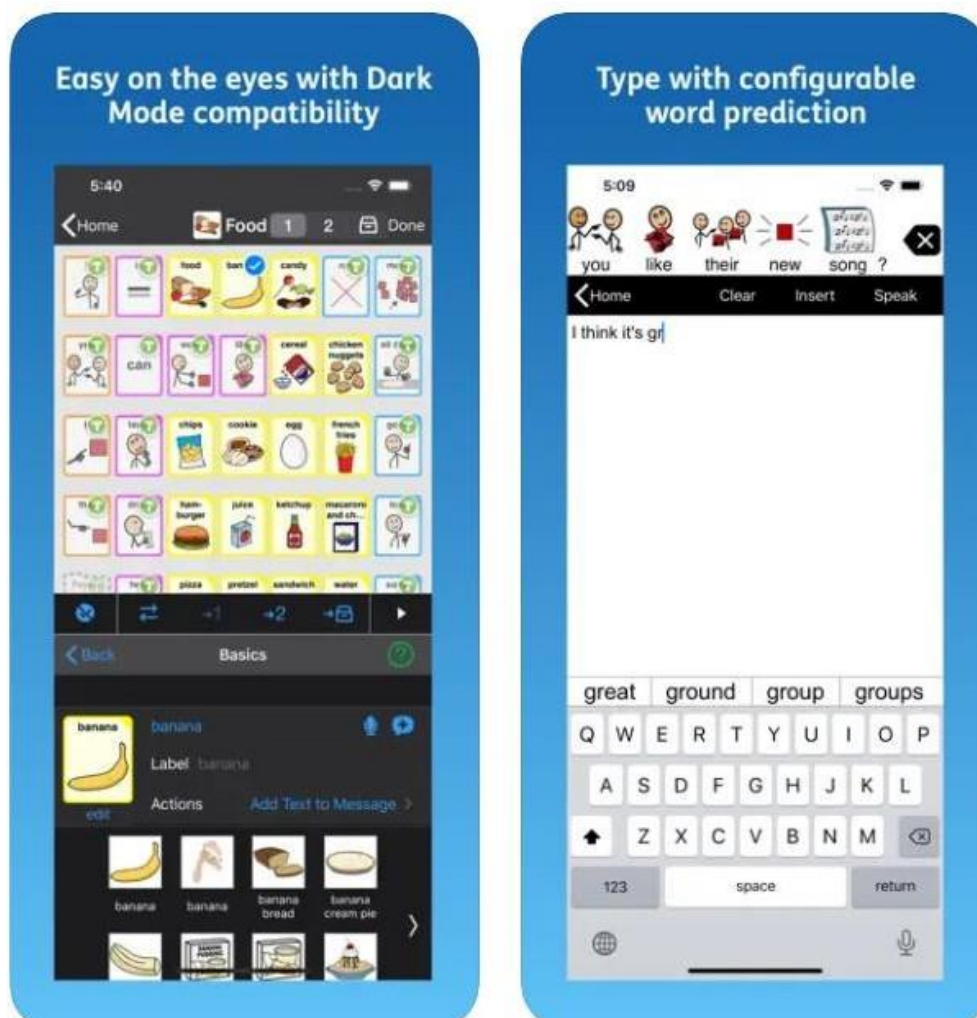 Easy on the eyes with Dark
Mode compatibility
5:40
Home
Food 1 2 Done
food
candy
can
cereal
chicken
nuggets
chips
cookie
egg
french
fries
ham-
burger
juice
ketchup
macaroni
and ch...
pizza
pretzel
sandwich
water
→1
→2
Back
Basics
?
banana
banana
Label banana
edit
Actions Add Text to Message
banana
banana
banana
bread
banana
cream pie
Type with configurable
word prediction
5:09
you like their new song ?
Home Clear Insert Speak
I think it's gr
great ground group groups
Q W E R T Y U I O P
A S D F G H J K L
Z X C V B N M
123 space return